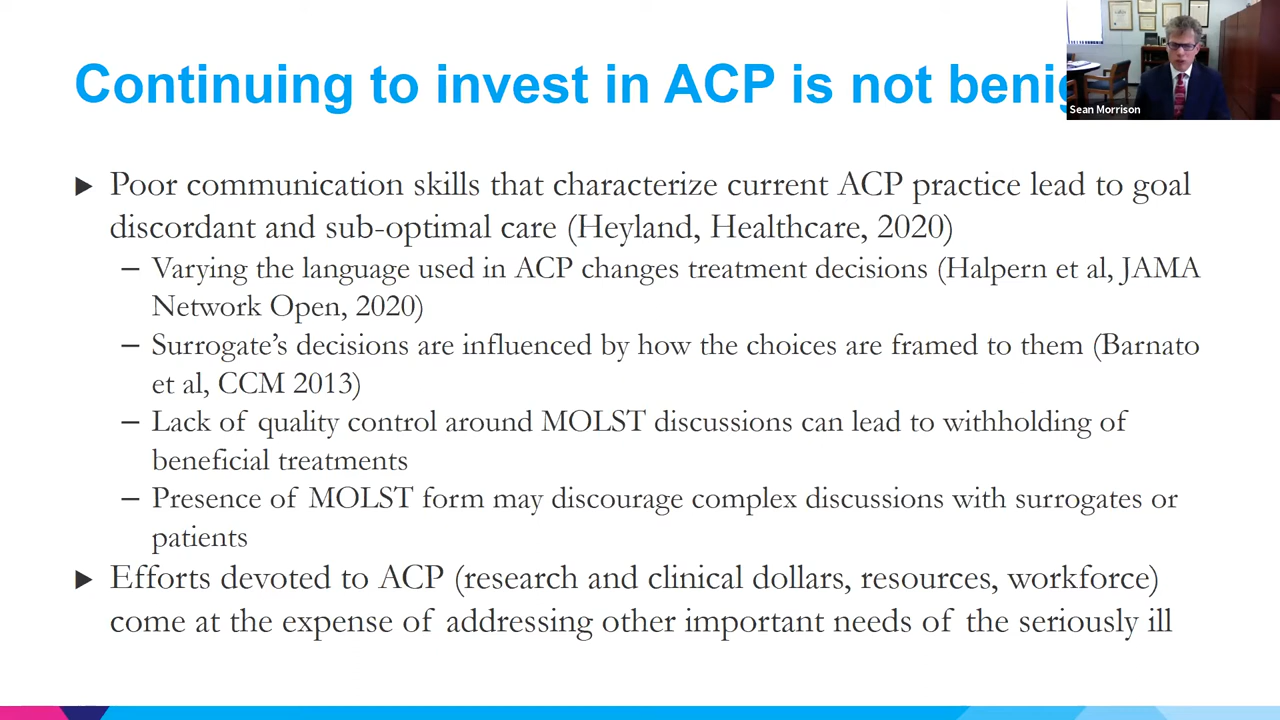 Continuing to invest in ACP is not
Sean Morrison
Poor communication skills that characterize current ACP practice lead to goal
discordant and sub-optimal care (Heyland, Healthcare, 2020)
– Varying the language used in ACP changes treatment decisions (Halpern et al, JAMA
Network Open, 2020)
– Surrogate’s decisions are influenced by how the choices are framed to them (Barnato
et al, CCM 2013)
– Lack of quality control around MOLST discussions can lead to withholding of
beneficial treatments
– Presence of MOLST form may discourage complex discussions with surrogates or
patients
Efforts devoted to ACP (research and clinical dollars, resources, workforce)
come at the expense of addressing other important needs of the seriously ill